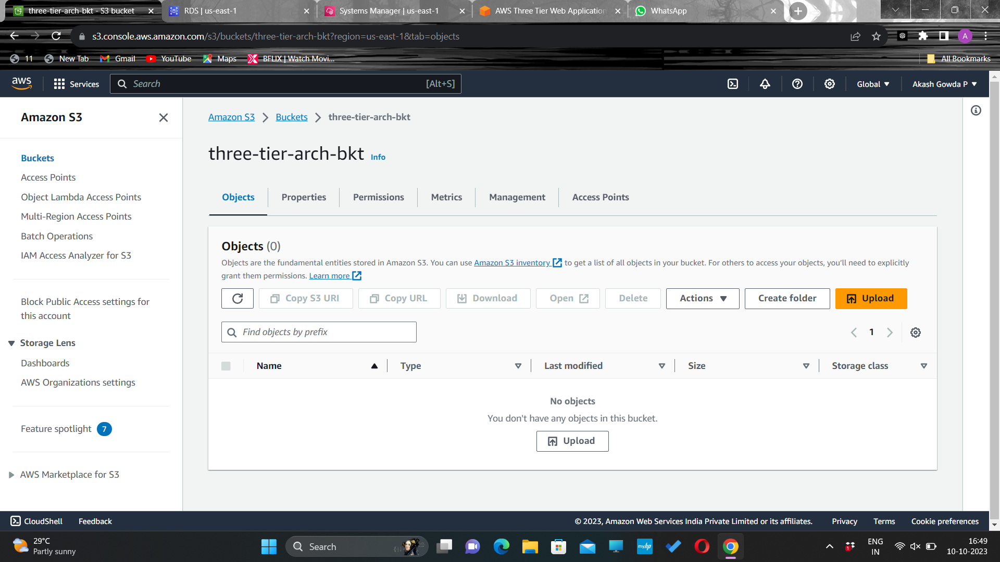 three-tier-arch-bkt - S3 bucket
RDS | us-east-1
Systems Manager | us-east-1
AWS Three Tier Web Application
WhatsApp
s3.console.aws.amazon.com/s3/buckets/three-tier-arch-bkt?region=us-east-1&tab=objects
A
11
New Tab
Gmail
YouTube
Maps
BFLIX | Watch Movi...
All Bookmarks
aws
Services
Search
[Alt+S]
Global
Akash Gowda P
Amazon S3
Buckets
Access Points
Object Lambda Access Points
Multi-Region Access Points
Batch Operations
IAM Access Analyzer for S3
Block Public Access settings for
this account
Storage Lens
Dashboards
AWS Organizations settings
Feature spotlight 7
AWS Marketplace for S3
Amazon S3 > Buckets > three-tier-arch-bkt
three-tier-arch-bkt Info
Objects
Properties
Permissions
Metrics
Management
Access Points
Objects (0)
Objects are the fundamental entities stored in Amazon S3. You can use Amazon S3 inventory to get a list of all objects in your bucket. For others to access your objects, you'll need to explicitly
grant them permissions. Learn more
Copy S3 URI
Copy URL
Download
Open
Delete
Actions
Create folder
Upload
Find objects by prefix
1
Name
Type
Last modified
Size
Storage class
No objects
You don't have any objects in this bucket.
Upload
CloudShell
Feedback
© 2023, Amazon Web Services India Private Limited or its affiliates.
Privacy
Terms
Cookie preferences
29°C
Partly sunny
Search
myhp
1
ENG
IN
16:49
10-10-2023